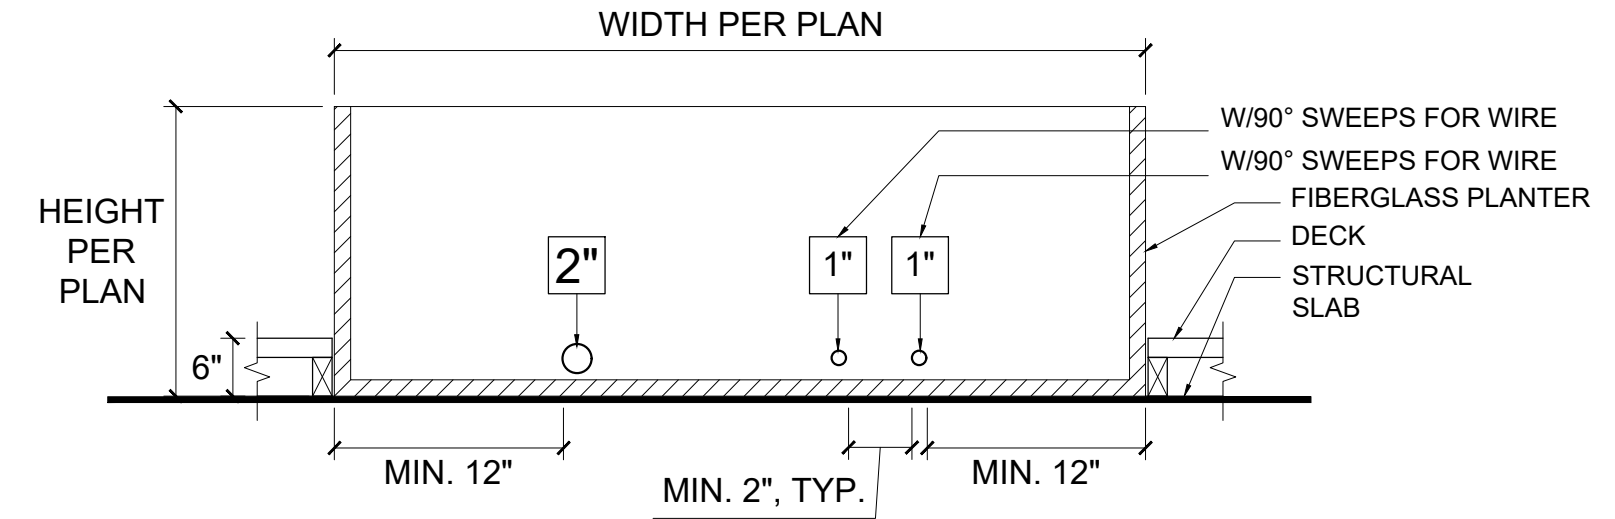 WIDTH PER PLAN
W/90° SWEEPS FOR WIRE
W/90° SWEEPS FOR WIRE
FIBERGLASS PLANTER
DECK
STRUCTURAL
SLAB
HEIGHT
PER
PLAN
2"
1"
1"
6"
MIN. 12"
MIN. 2", TYP.
MIN. 12"